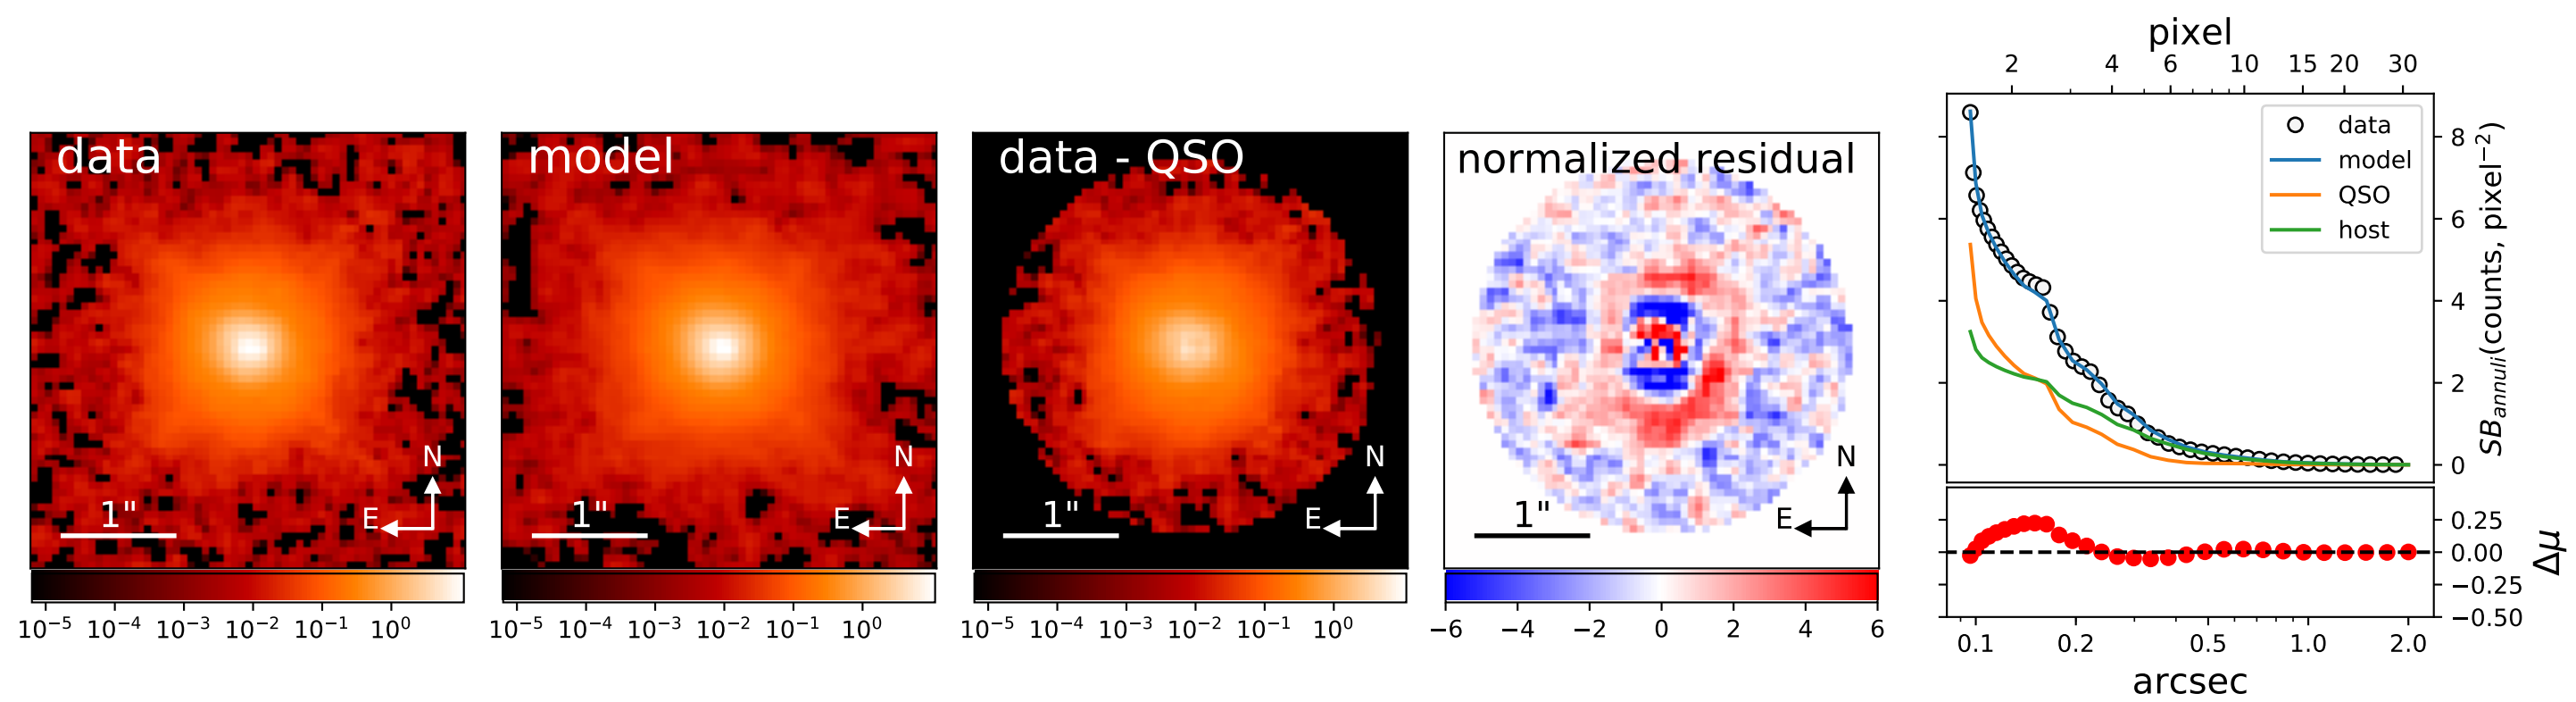 data
N
E
1"
10⁻⁵ 10⁻⁴ 10⁻³ 10⁻² 10⁻¹ 10⁰
model
N
E
1"
10⁻⁵ 10⁻⁴ 10⁻³ 10⁻² 10⁻¹ 10⁰
data - QSO
N
E
1"
10⁻⁵ 10⁻⁴ 10⁻³ 10⁻² 10⁻¹ 10⁰
normalized residual
N
E
1"
−6 −4 −2 0 2 4 6
pixel
2 4 6 10 15 20 30
data
model
QSO
host
8
6
4
2
0
SB_annuli(counts, pixel⁻²)
0.25
0.00
−0.25
−0.50
Δμ
0.1 0.2 0.5 1.0 2.0
arcsec